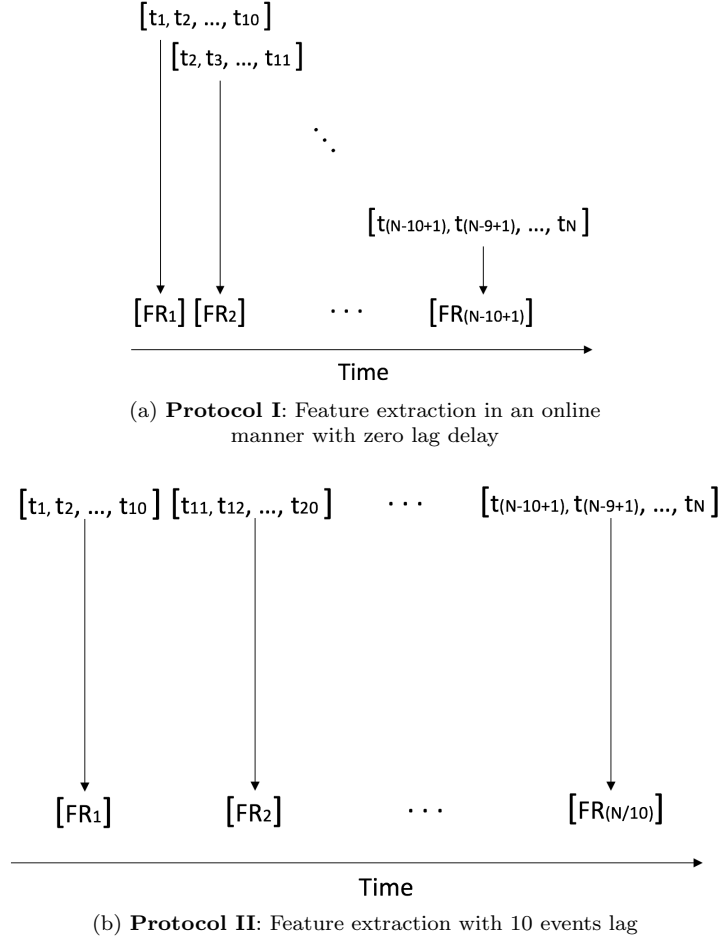 [t1, t2, ..., t10]
[t2, t3, ..., t11]
⋱
[t(N-10+1), t(N-9+1), ..., tN]
[FR1] [FR2] ··· [FR(N-10+1)]
Time
(a) Protocol I: Feature extraction in an online
manner with zero lag delay
[t1, t2, ..., t10] [t11, t12, ..., t20] ··· [t(N-10+1), t(N-9+1), ..., tN]
[FR1] [FR2] ··· [FR(N/10)]
Time
(b) Protocol II: Feature extraction with 10 events lag